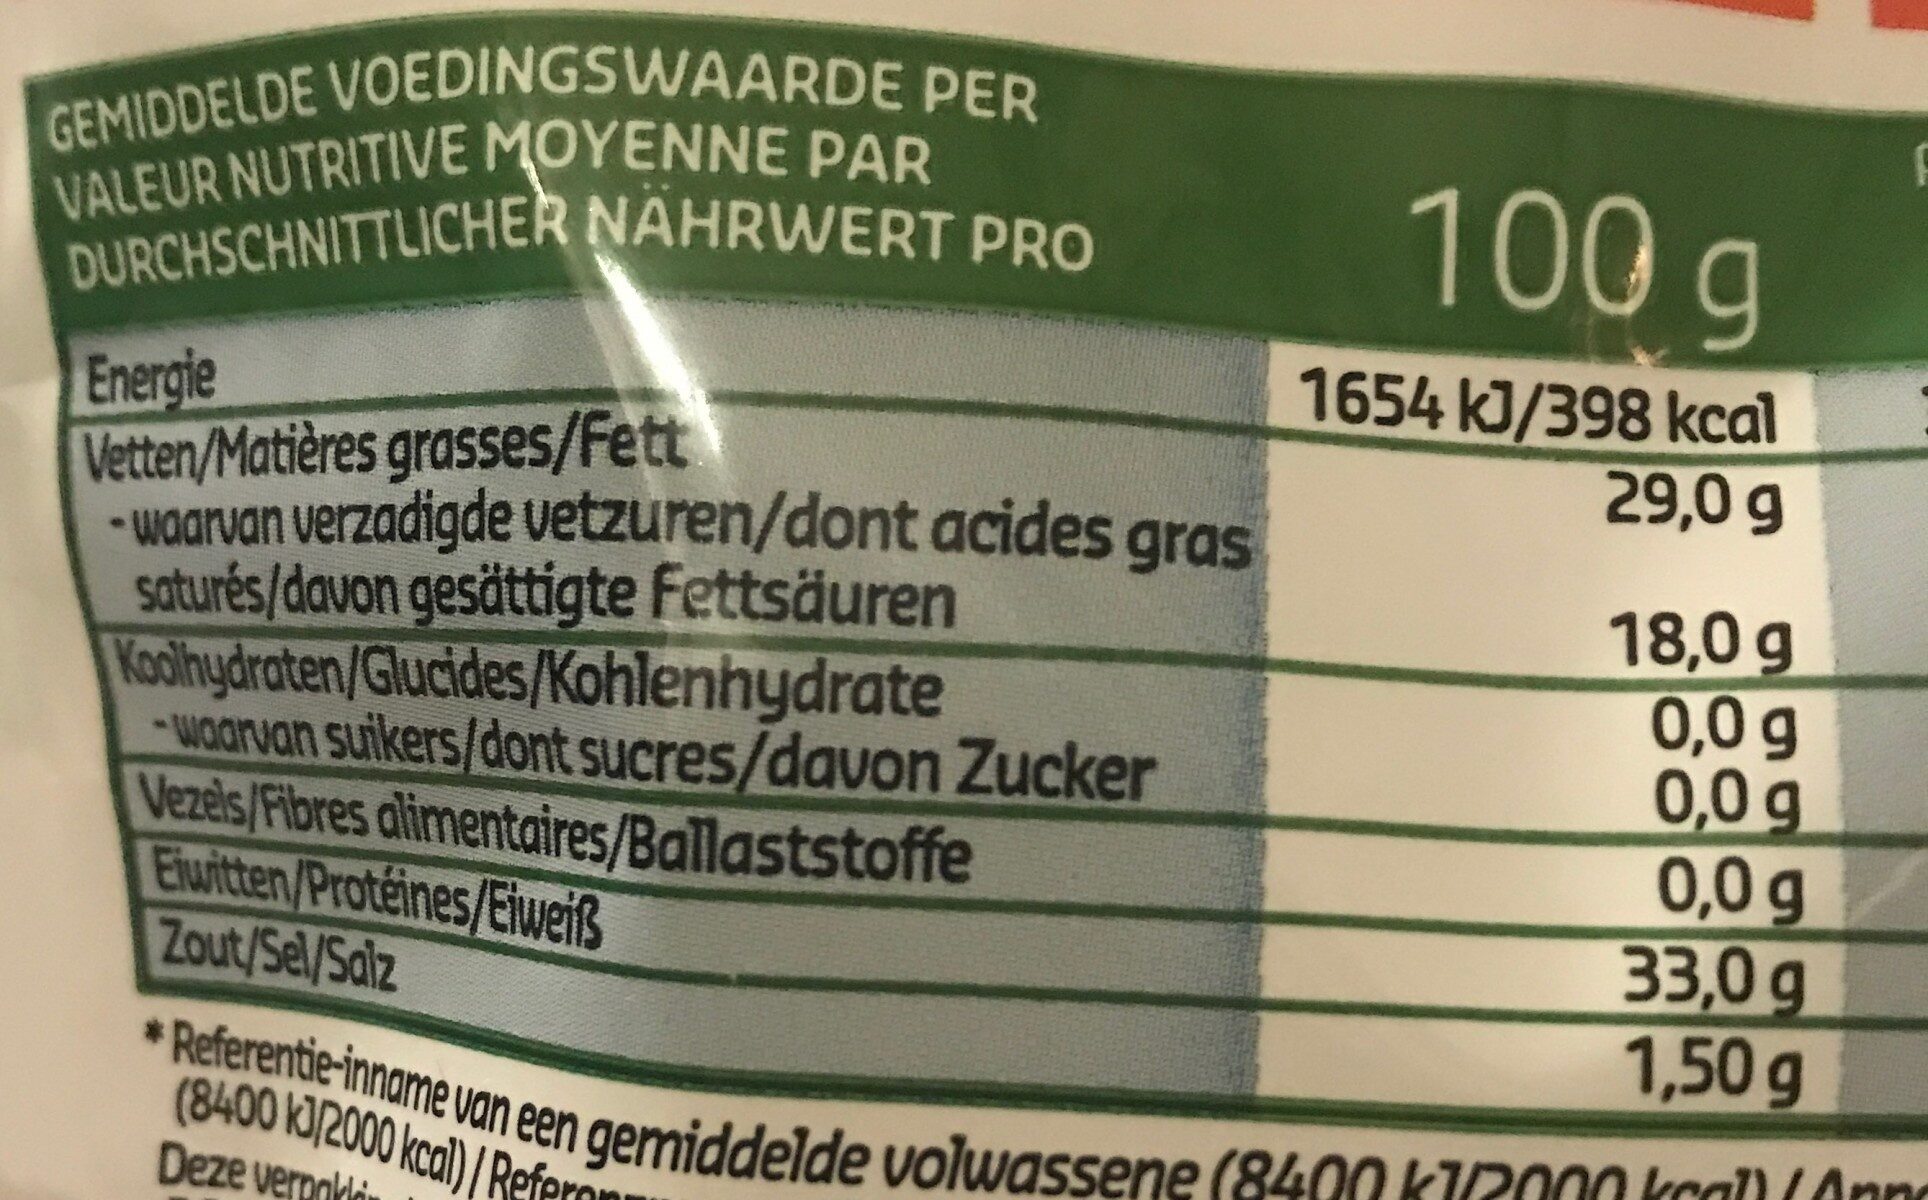 GEMIDDELDE VOEDINGSWAARDE PER
VALEUR NUTRITIVE MOYENNE PAR
DURCHSCHNITTLICHER NÄHRWERT PRO
100 g
Energie 1654 kJ/398 kcal
Vetten/Matières grasses/Fett 29,0 g
- waarvan verzadigde vetzuren/dont acides gras
saturés/davon gesättigte Fettsäuren 18,0 g
Koolhydraten/Glucides/Kohlenhydrate 0,0 g
- waarvan suikers/dont sucres/davon Zucker 0,0 g
Vezels/Fibres alimentaires/Ballaststoffe 0,0 g
Eiwitten/Protéines/Eiweiß 33,0 g
Zout/Sel/Salz 1,50 g
* Referentie-inname van een gemiddelde volwassene (8400 kJ/2000 kcal) /
(8400 kJ/2000 kcal) /
Deze